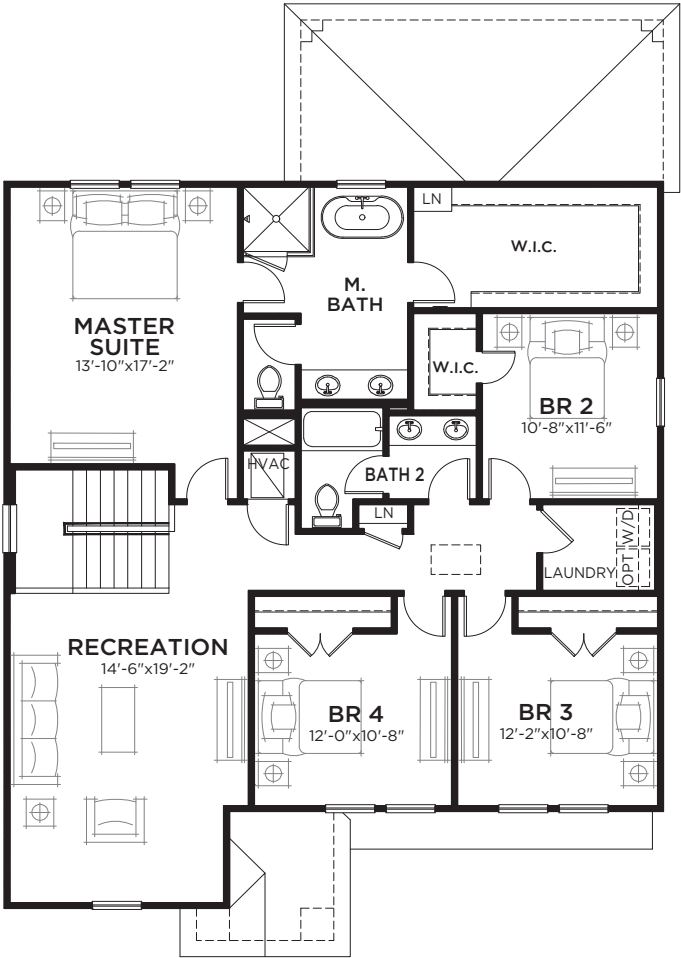 LN
W.I.C.
M.
BATH
MASTER
SUITE
13'-10"x17'-2"
W.I.C.
BR 2
10'-8"x11'-6"
HVAC
BATH 2
LN
LAUNDRY
OPT W/D
RECREATION
14'-6"x19'-2"
BR 4
12'-0"x10'-8"
BR 3
12'-2"x10'-8"